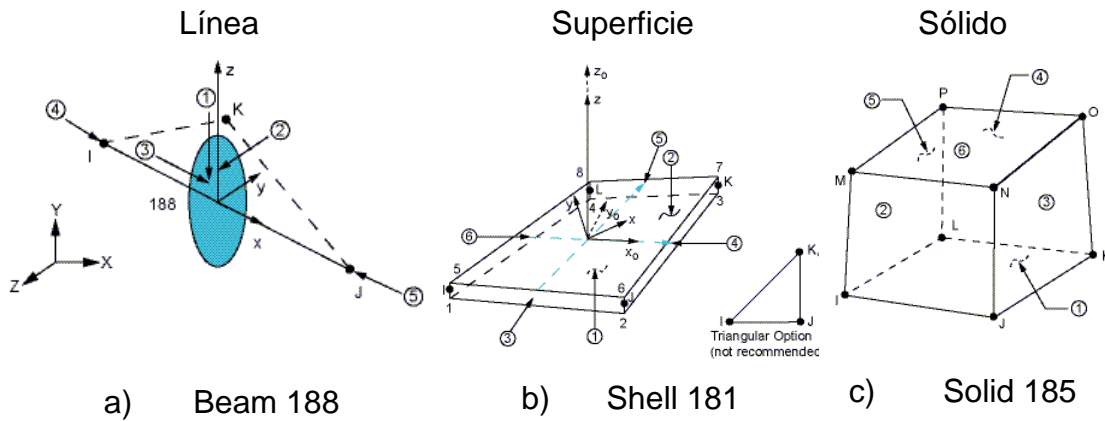 Línea
Superficie
Sólido
z
④
①
K
②
I
③
y
188
x
Y
X
Z
J
⑤
z₀
z
⑤
②
8
7
L
K
4
3
y
y₀
x
⑥
x₀
④
5
I
6
J
1
2
③
①
K,
I
J
Triangular Option
(not recommended
④
⑤
P
O
⑥
M
N
②
③
L
I
J
①
a) Beam 188
b) Shell 181
c) Solid 185